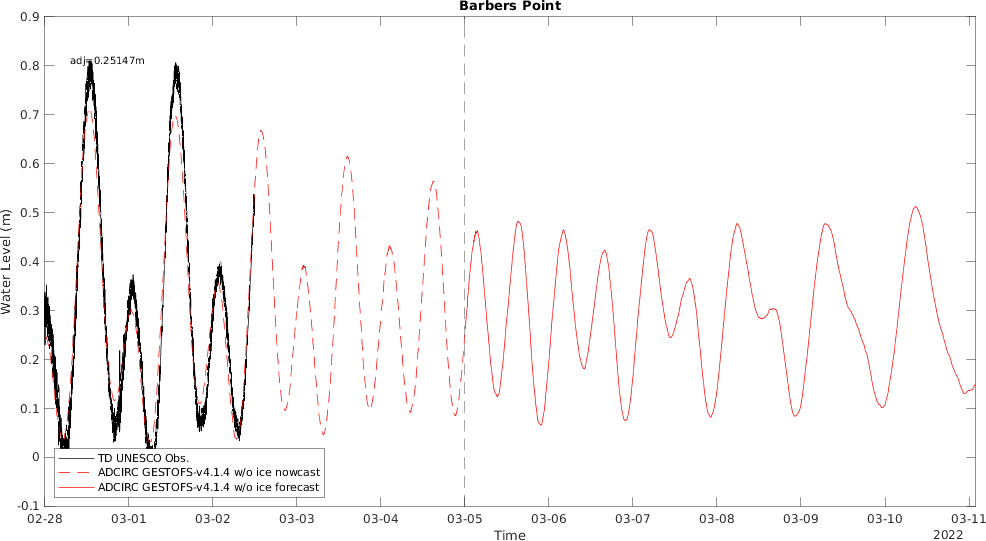 Barbers Point
0.9
0.8
0.7
0.6
0.5
0.4
0.3
0.2
0.1
0
-0.1
Water Level (m)
adj=0.25147m
TD UNESCO Obs.
ADCIRC GESTOFS-v4.1.4 w/o ice nowcast
ADCIRC GESTOFS-v4.1.4 w/o ice forecast
02-28 03-01 03-02 03-03 03-04 03-05 03-06 03-07 03-08 03-09 03-10 03-11
Time
2022